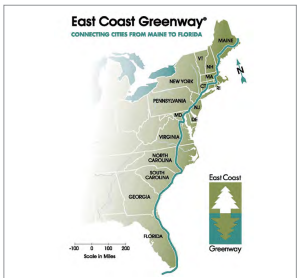 East Coast Greenway®
CONNECTING CITIES FROM MAINE TO FLORIDA
MAINE
VT
NH
MA
NEW YORK
CT
RI
PENNSYLVANIA
NJ
MD
DE
VIRGINIA
NORTH
CAROLINA
SOUTH
CAROLINA
GEORGIA
FLORIDA
N
East Coast
Greenway
-100 0 100 200
Scale in Miles